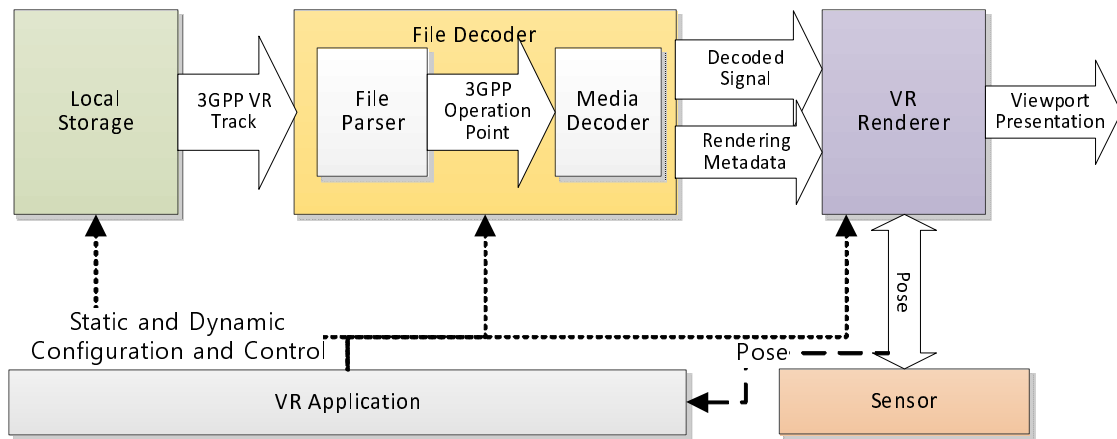 File Decoder
Local
Storage
3GPP VR
Track
File
Parser
3GPP
Operation
Point
Media
Decoder
Decoded
Signal
Rendering
Metadata
VR
Renderer
Viewport
Presentation
Pose
Static and Dynamic
Configuration and Control
Pose
VR Application
Sensor